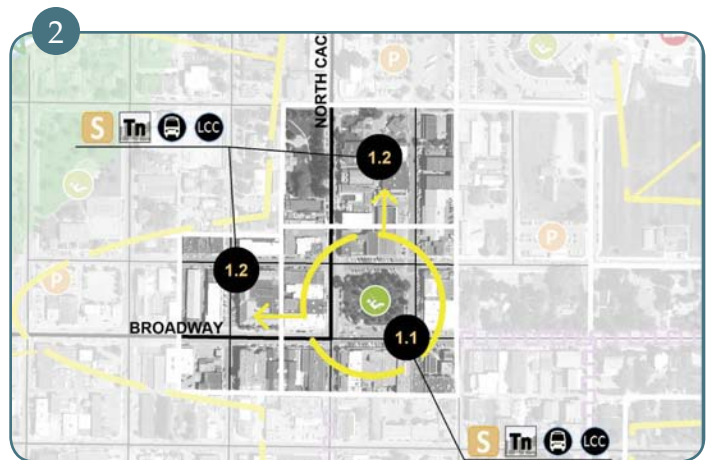 2
NORTH CAC
P
S Tn LCC
1.2
1.2
P
P
BROADWAY
1.1
S Tn LCC